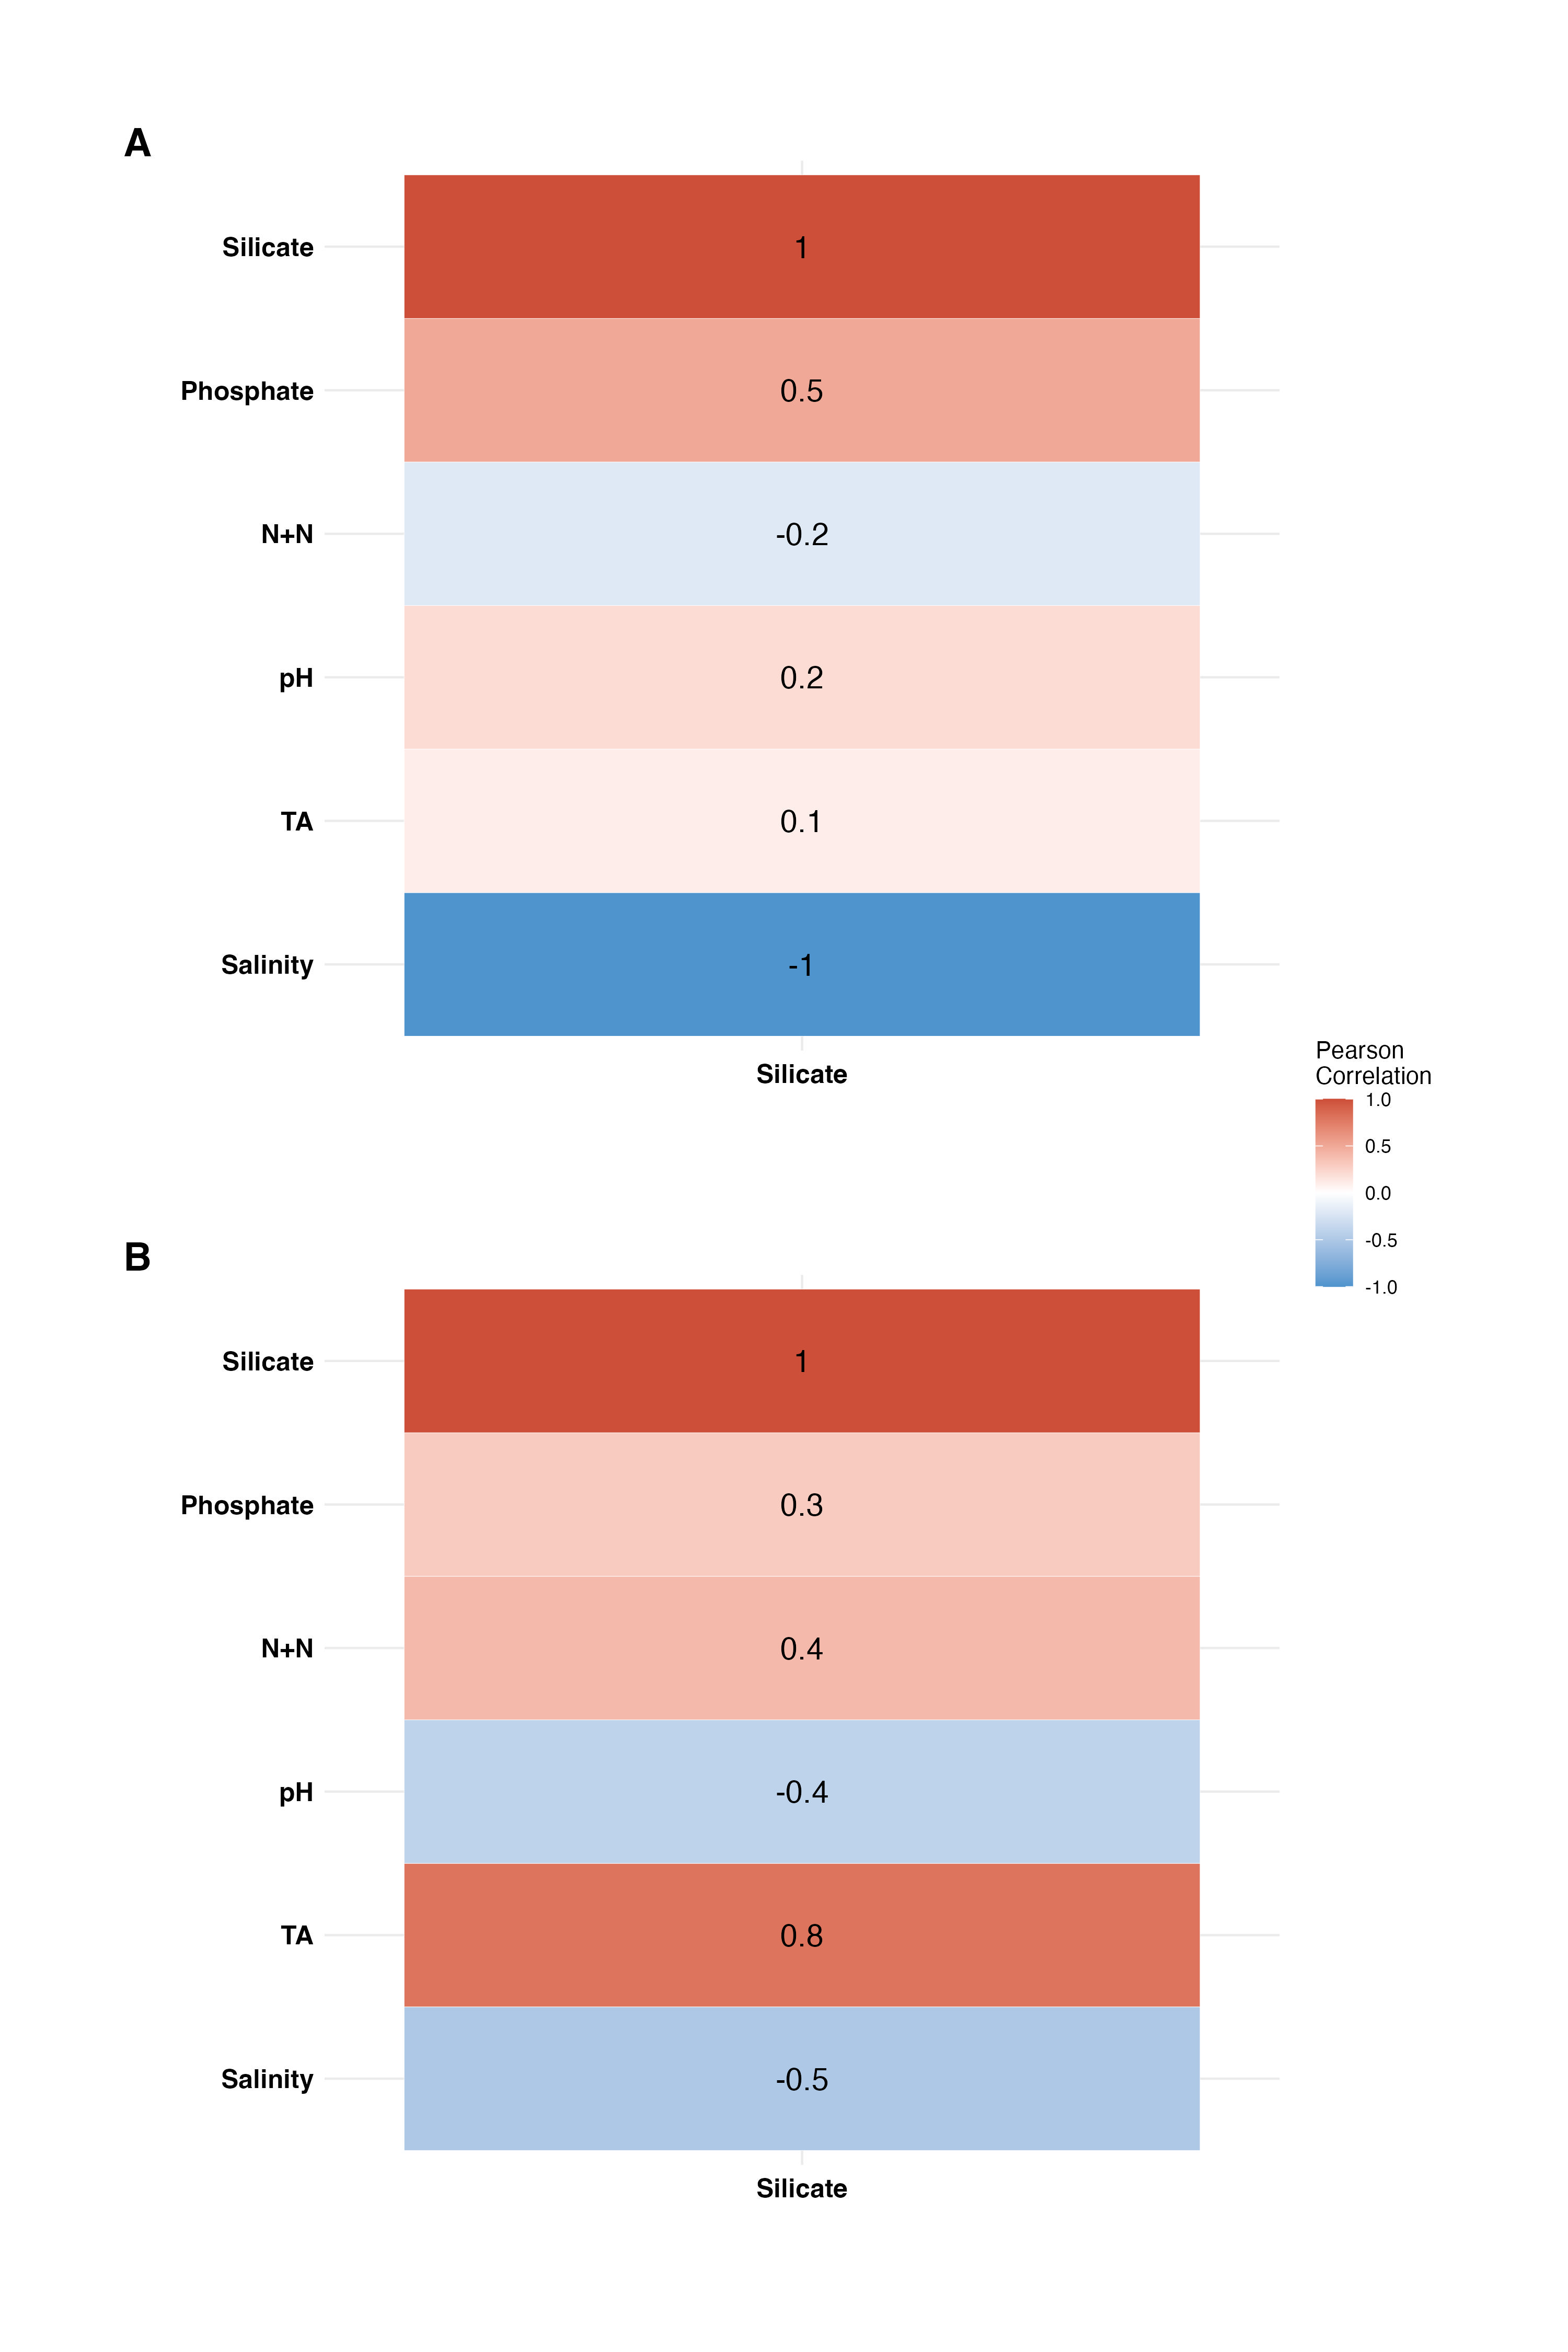 A
Silicate
1
Phosphate
0.5
N+N
-0.2
pH
0.2
TA
0.1
Salinity
-1
Silicate
Pearson
Correlation
1.0
0.5
0.0
-0.5
-1.0
B
Silicate
1
Phosphate
0.3
N+N
0.4
pH
-0.4
TA
0.8
Salinity
-0.5
Silicate